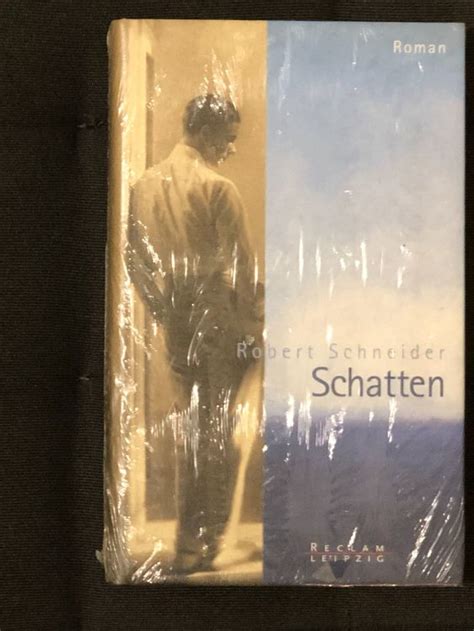 Roman
Robert Schneider
Schatten
RECLAM
LEIPZIG